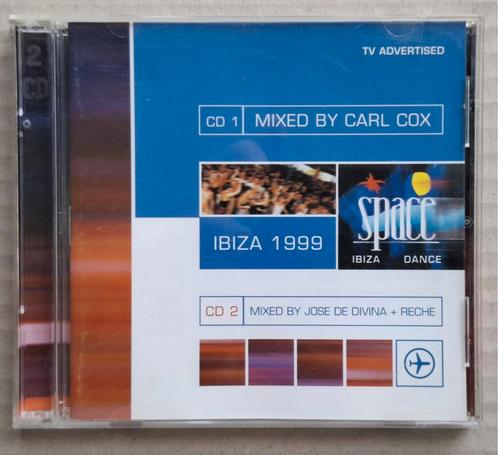 2
CD
TV ADVERTISED
CD 1 MIXED BY CARL COX
space
IBIZA 1999
IBIZA DANCE
CD 2 MIXED BY JOSE DE DIVINA + RECHE